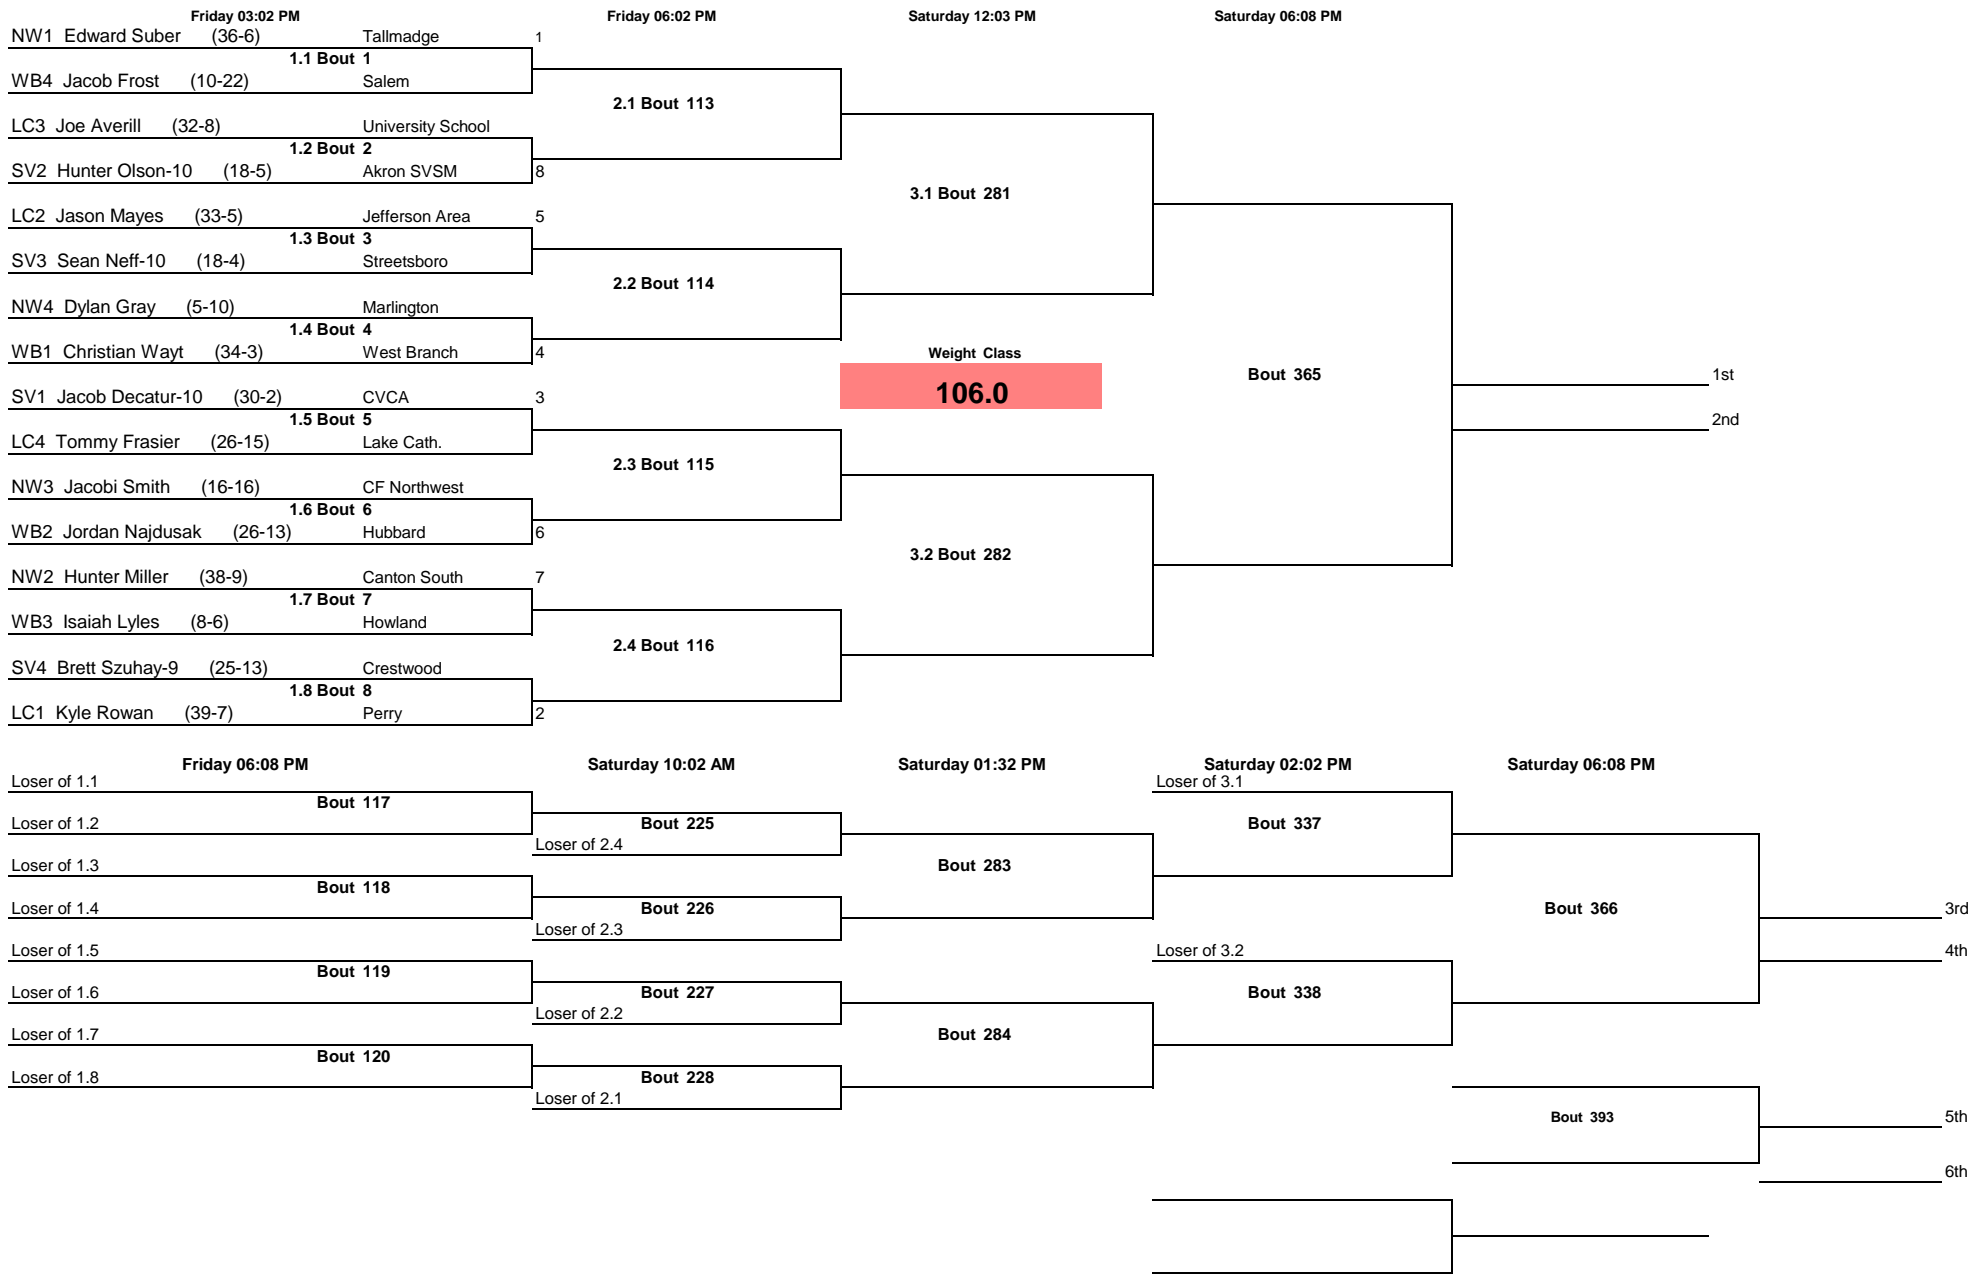 Friday 03:02 PM Friday 06:02 PM Saturday 12:03 PM Saturday 06:08 PM
NW1 Edward Suber (36-6) Tallmadge 1
1.1 Bout 1
WB4 Jacob Frost (10-22) Salem
2.1 Bout 113
LC3 Joe Averill (32-8) University School
1.2 Bout 2
SV2 Hunter Olson-10 (18-5) Akron SVSM 8
3.1 Bout 281
LC2 Jason Mayes (33-5) Jefferson Area 5
1.3 Bout 3
SV3 Sean Neff-10 (18-4) Streetsboro
2.2 Bout 114
NW4 Dylan Gray (5-10) Marlington
1.4 Bout 4
WB1 Christian Wayt (34-3) West Branch 4
Weight Class
Bout 365
1st
106.0
SV1 Jacob Decatur-10 (30-2) CVCA 3
1.5 Bout 5
2nd
LC4 Tommy Frasier (26-15) Lake Cath.
2.3 Bout 115
NW3 Jacobi Smith (16-16) CF Northwest
1.6 Bout 6
WB2 Jordan Najdusak (26-13) Hubbard 6
3.2 Bout 282
NW2 Hunter Miller (38-9) Canton South 7
1.7 Bout 7
WB3 Isaiah Lyles (8-6) Howland
2.4 Bout 116
SV4 Brett Szuhay-9 (25-13) Crestwood
1.8 Bout 8
LC1 Kyle Rowan (39-7) Perry 2
Friday 06:08 PM Saturday 10:02 AM Saturday 01:32 PM Saturday 02:02 PM Saturday 06:08 PM
Loser of 1.1 Loser of 3.1
Bout 117
Loser of 1.2 Bout 225 Bout 337
Loser of 2.4
Loser of 1.3 Bout 283
Bout 118
Loser of 1.4 Bout 226 Bout 366 3rd
Loser of 2.3
Loser of 1.5 Loser of 3.2 4th
Bout 119
Loser of 1.6 Bout 227 Bout 338
Loser of 2.2
Loser of 1.7 Bout 284
Bout 120
Loser of 1.8 Bout 228
Loser of 2.1
Bout 393 5th
6th